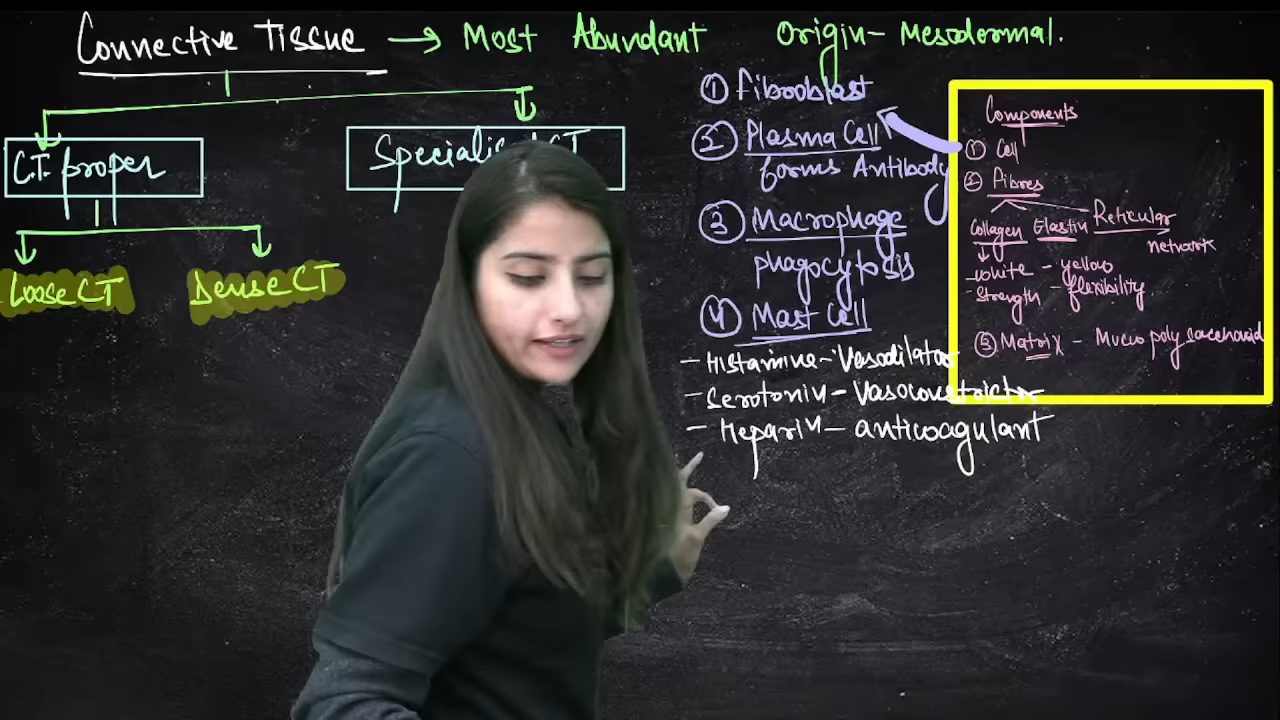 Connective Tissue → Most Abundant Origin- Mesodermal.
C.T. proper
Loose CT
Dense CT
① Fibroblast
② Plasma Cell
forms Antibody
③ Macrophage
phagocytosis
④ Mast Cell
- Histamine- Vasodilator
- Serotonin - Vasoconstrictor
- Heparin - anticoagulant
Components
① Cell
② Fibres
Collagen Elastin Reticular
network
- white - yellow
- Strength - flexibility
③ Matrix -